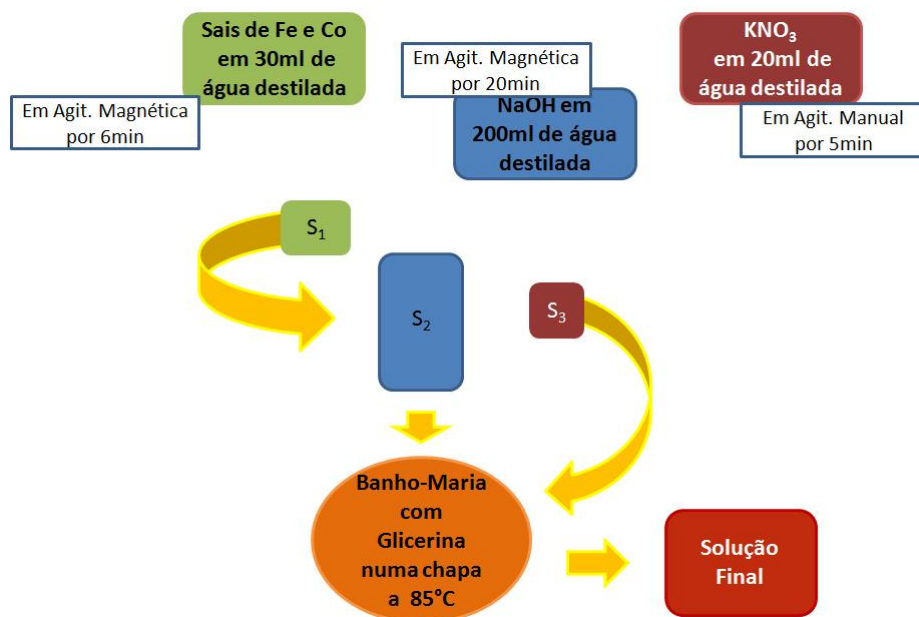 Sais de Fe e Co
em 30ml de
água destilada
Em Agit. Magnética
por 6min
Em Agit. Magnética
por 20min
NaOH em
200ml de água
destilada
KNO₃
em 20ml de
água destilada
Em Agit. Manual
por 5min
S₁
S₂
S₃
Banho-Maria
com
Glicerina
numa chapa
a 85°C
Solução
Final